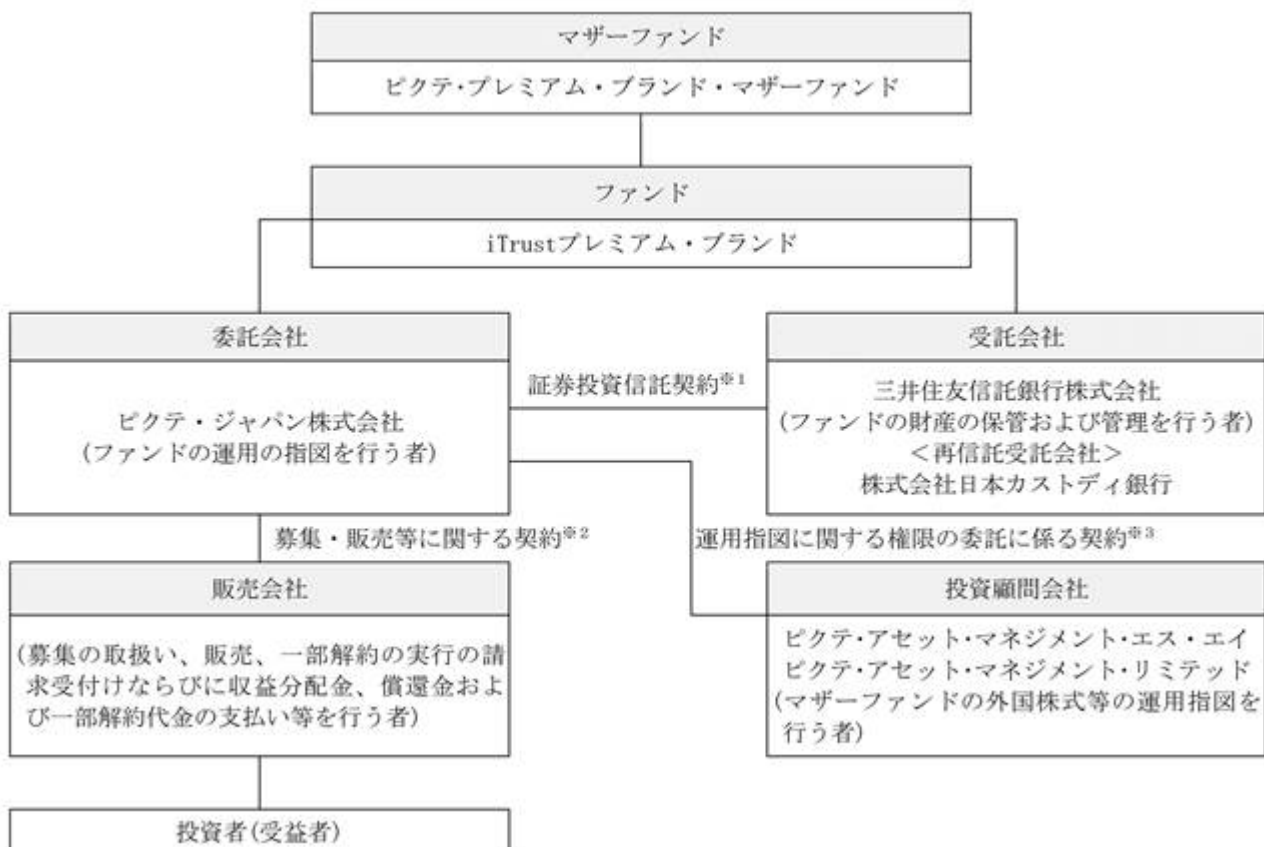 マザーファンド
ピクテ・プレミアム・ブランド・マザーファンド
ファンド
iTrustプレミアム・ブランド
委託会社
ピクテ・ジャパン株式会社
(ファンドの運用の指図を行う者)
証券投資信託契約※1
受託会社
三井住友信託銀行株式会社
(ファンドの財産の保管および管理を行う者)
＜再信託受託会社＞
株式会社日本カストディ銀行
募集・販売等に関する契約※2
運用指図に関する権限の委託に係る契約※3
販売会社
(募集の取扱い、販売、一部解約の実行の請
求受付けならびに収益分配金、償還金およ
び一部解約代金の支払い等を行う者)
投資顧問会社
ピクテ・アセット・マネジメント・エス・エイ
ピクテ・アセット・マネジメント・リミテッド
(マザーファンドの外国株式等の運用指図を
行う者)
投資者(受益者)